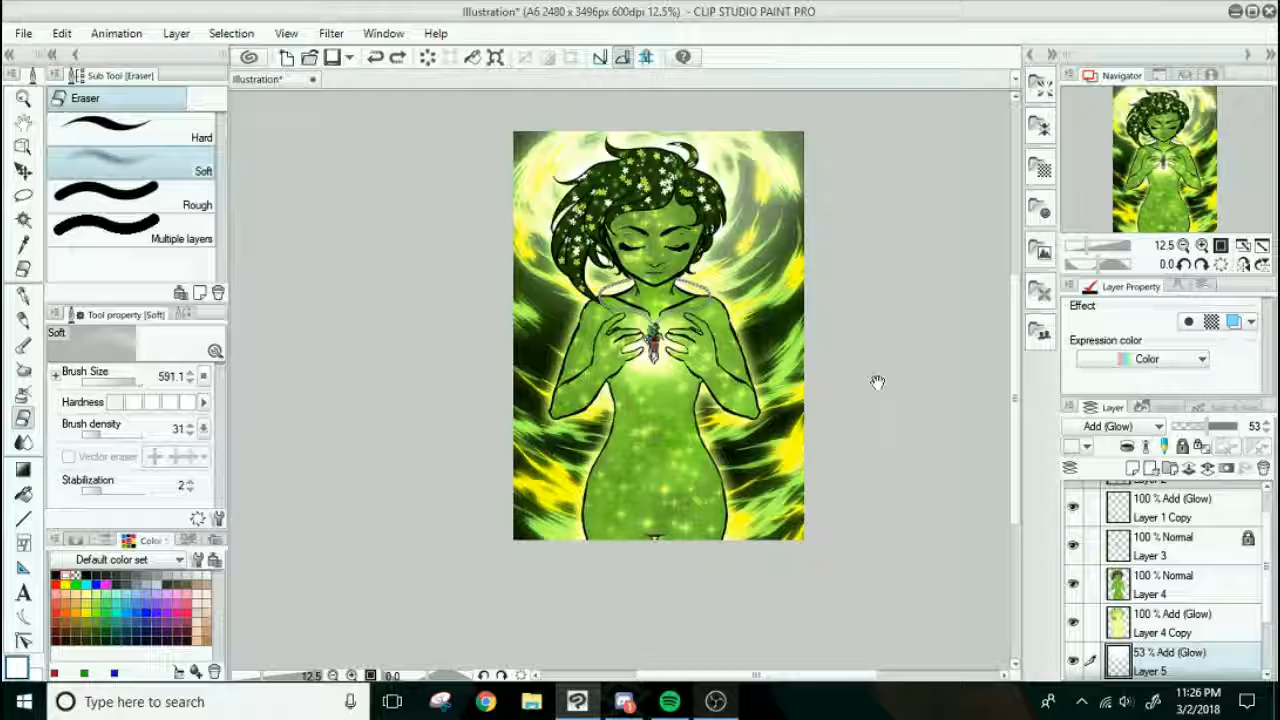 Illustration* (A6 2480 x 3496px 600dpi 12.5%) - CLIP STUDIO PAINT PRO
File Edit Animation Layer Selection View Filter Window Help
Sub Tool [Eraser]
Illustration*
Navigator
Eraser
Hard
Soft
Rough
Multiple layers
12.5
0.0
Tool property [Soft]
Layer Property
Soft
Effect
Brush Size 591.1
Expression color
Color
Hardness
Brush density 31
Layer
Add (Glow) 53
Vector eraser
Stabilization 2
100 % Add (Glow)
Layer 1 Copy
100 % Normal
Layer 3
Color
Default color set
100 % Normal
Layer 4
100 % Add (Glow)
Layer 4 Copy
53 % Add (Glow)
Layer 5
12.5 0.0
Type here to search
11:26 PM
3/2/2018